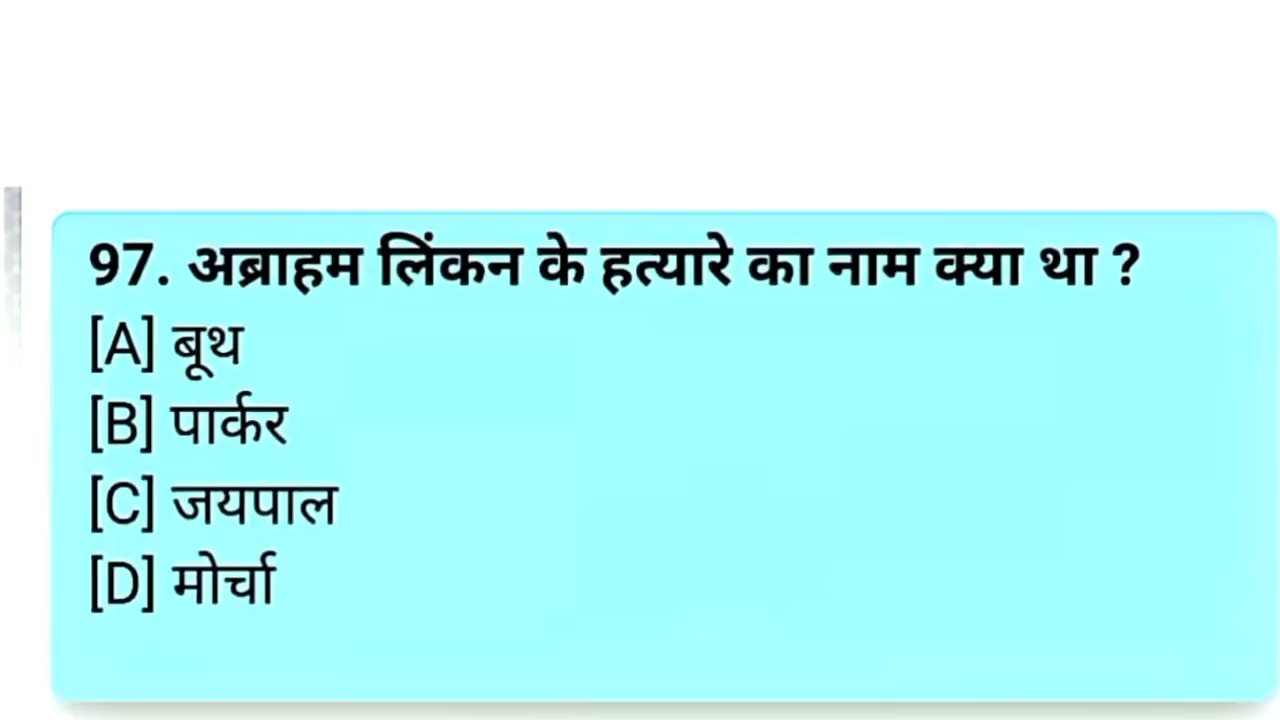 97. अब्राहम लिंकन के हत्यारे का नाम क्या था ?
[A] बूथ
[B] पार्कर
[C] जयपाल
[D] मोर्चा